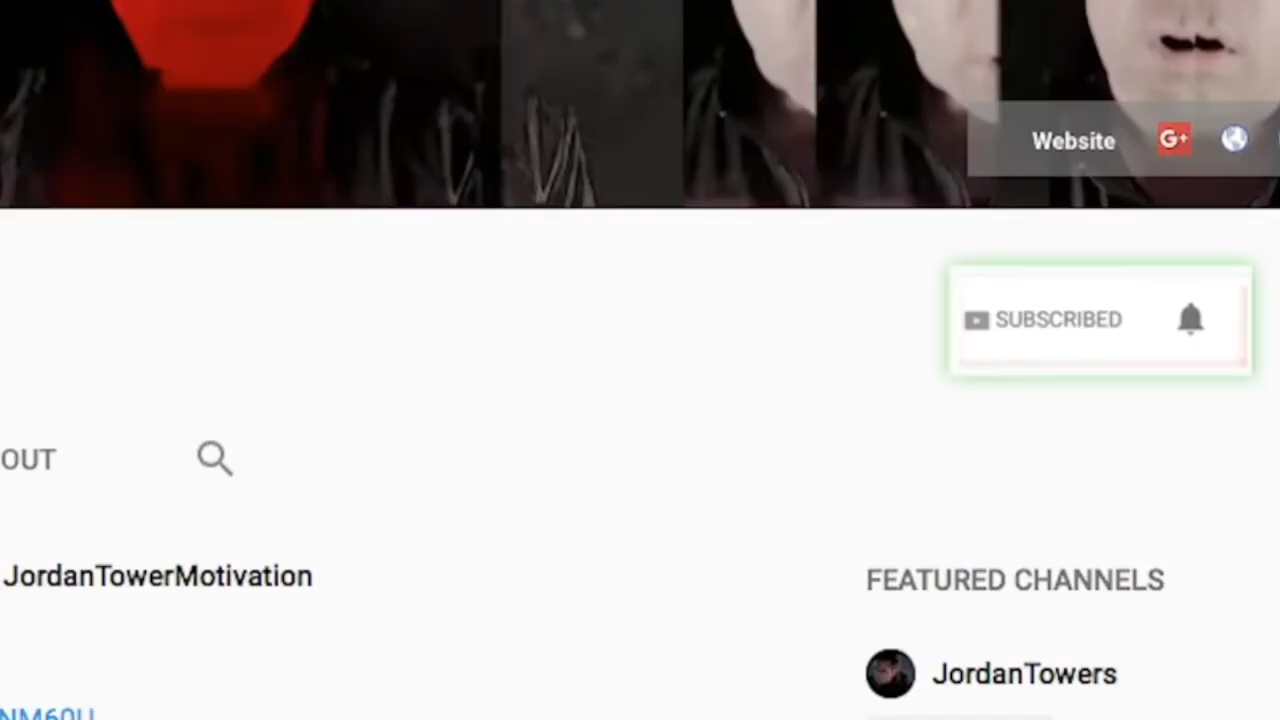 Website G+
SUBSCRIBED
OUT
JordanTowerMotivation
FEATURED CHANNELS
JordanTowers